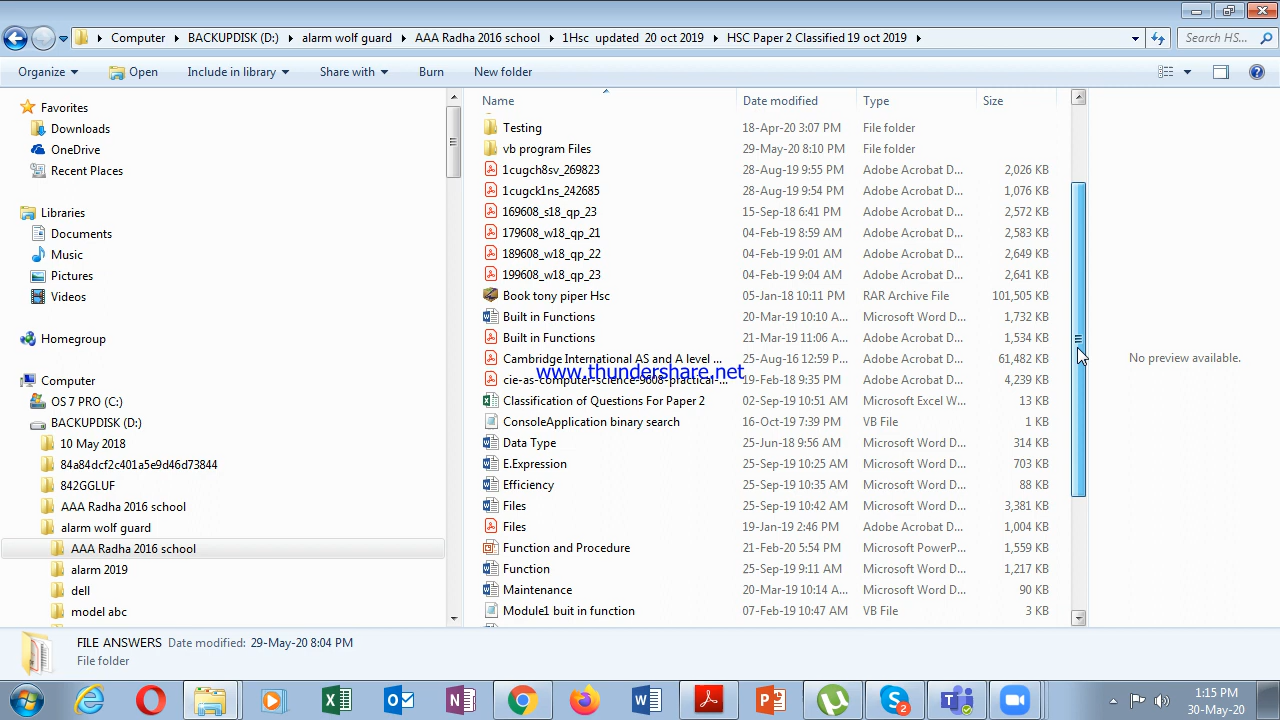 Computer ▸ BACKUPDISK (D:) ▸ alarm wolf guard ▸ AAA Radha 2016 school ▸ 1Hsc updated 20 oct 2019 ▸ HSC Paper 2 Classified 19 oct 2019 ▸ Search HS...
Organize Open Include in library Share with Burn New folder
Favorites
Downloads
OneDrive
Recent Places
Libraries
Documents
Music
Pictures
Videos
Homegroup
Computer
OS 7 PRO (C:)
BACKUPDISK (D:)
10 May 2018
84a84dcf2c401a5e9d46d73844
842GGLUF
AAA Radha 2016 school
alarm wolf guard
AAA Radha 2016 school
alarm 2019
dell
model abc
Name Date modified Type Size
Testing 18-Apr-20 3:07 PM File folder
vb program Files 29-May-20 8:10 PM File folder
1cugch8sv_269823 28-Aug-19 9:55 PM Adobe Acrobat D... 2,026 KB
1cugck1ns_242685 28-Aug-19 9:54 PM Adobe Acrobat D... 1,076 KB
169608_s18_qp_23 15-Sep-18 6:41 PM Adobe Acrobat D... 2,572 KB
179608_w18_qp_21 04-Feb-19 8:59 AM Adobe Acrobat D... 2,583 KB
189608_w18_qp_22 04-Feb-19 9:01 AM Adobe Acrobat D... 2,649 KB
199608_w18_qp_23 04-Feb-19 9:04 AM Adobe Acrobat D... 2,641 KB
Book tony piper Hsc 05-Jan-18 10:11 PM RAR Archive File 101,505 KB
Built in Functions 20-Mar-19 10:10 A... Microsoft Word D... 1,732 KB
Built in Functions 21-Mar-19 11:06 A... Adobe Acrobat D... 1,534 KB
Cambridge International AS and A level ... 25-Aug-16 12:59 P... Adobe Acrobat D... 61,482 KB
www.thundershare.net
cie-as-computer-science-9608-practical-... 19-Feb-18 9:35 PM Adobe Acrobat D... 4,239 KB
Classification of Questions For Paper 2 02-Sep-19 10:51 AM Microsoft Excel W... 13 KB
ConsoleApplication binary search 16-Oct-19 7:39 PM VB File 1 KB
Data Type 25-Jun-18 9:56 AM Microsoft Word D... 314 KB
E.Expression 25-Sep-19 10:25 AM Microsoft Word D... 703 KB
Efficiency 25-Sep-19 10:35 AM Microsoft Word D... 88 KB
Files 25-Sep-19 10:42 AM Microsoft Word D... 3,381 KB
Files 19-Jan-19 2:46 PM Adobe Acrobat D... 1,004 KB
Function and Procedure 21-Feb-20 5:54 PM Microsoft PowerP... 1,559 KB
Function 25-Sep-19 9:11 AM Microsoft Word D... 1,217 KB
Maintenance 20-Mar-19 10:14 A... Microsoft Word D... 90 KB
Module1 buit in function 07-Feb-19 10:47 AM VB File 3 KB
No preview available.
FILE ANSWERS Date modified: 29-May-20 8:04 PM
File folder
1:15 PM
30-May-20